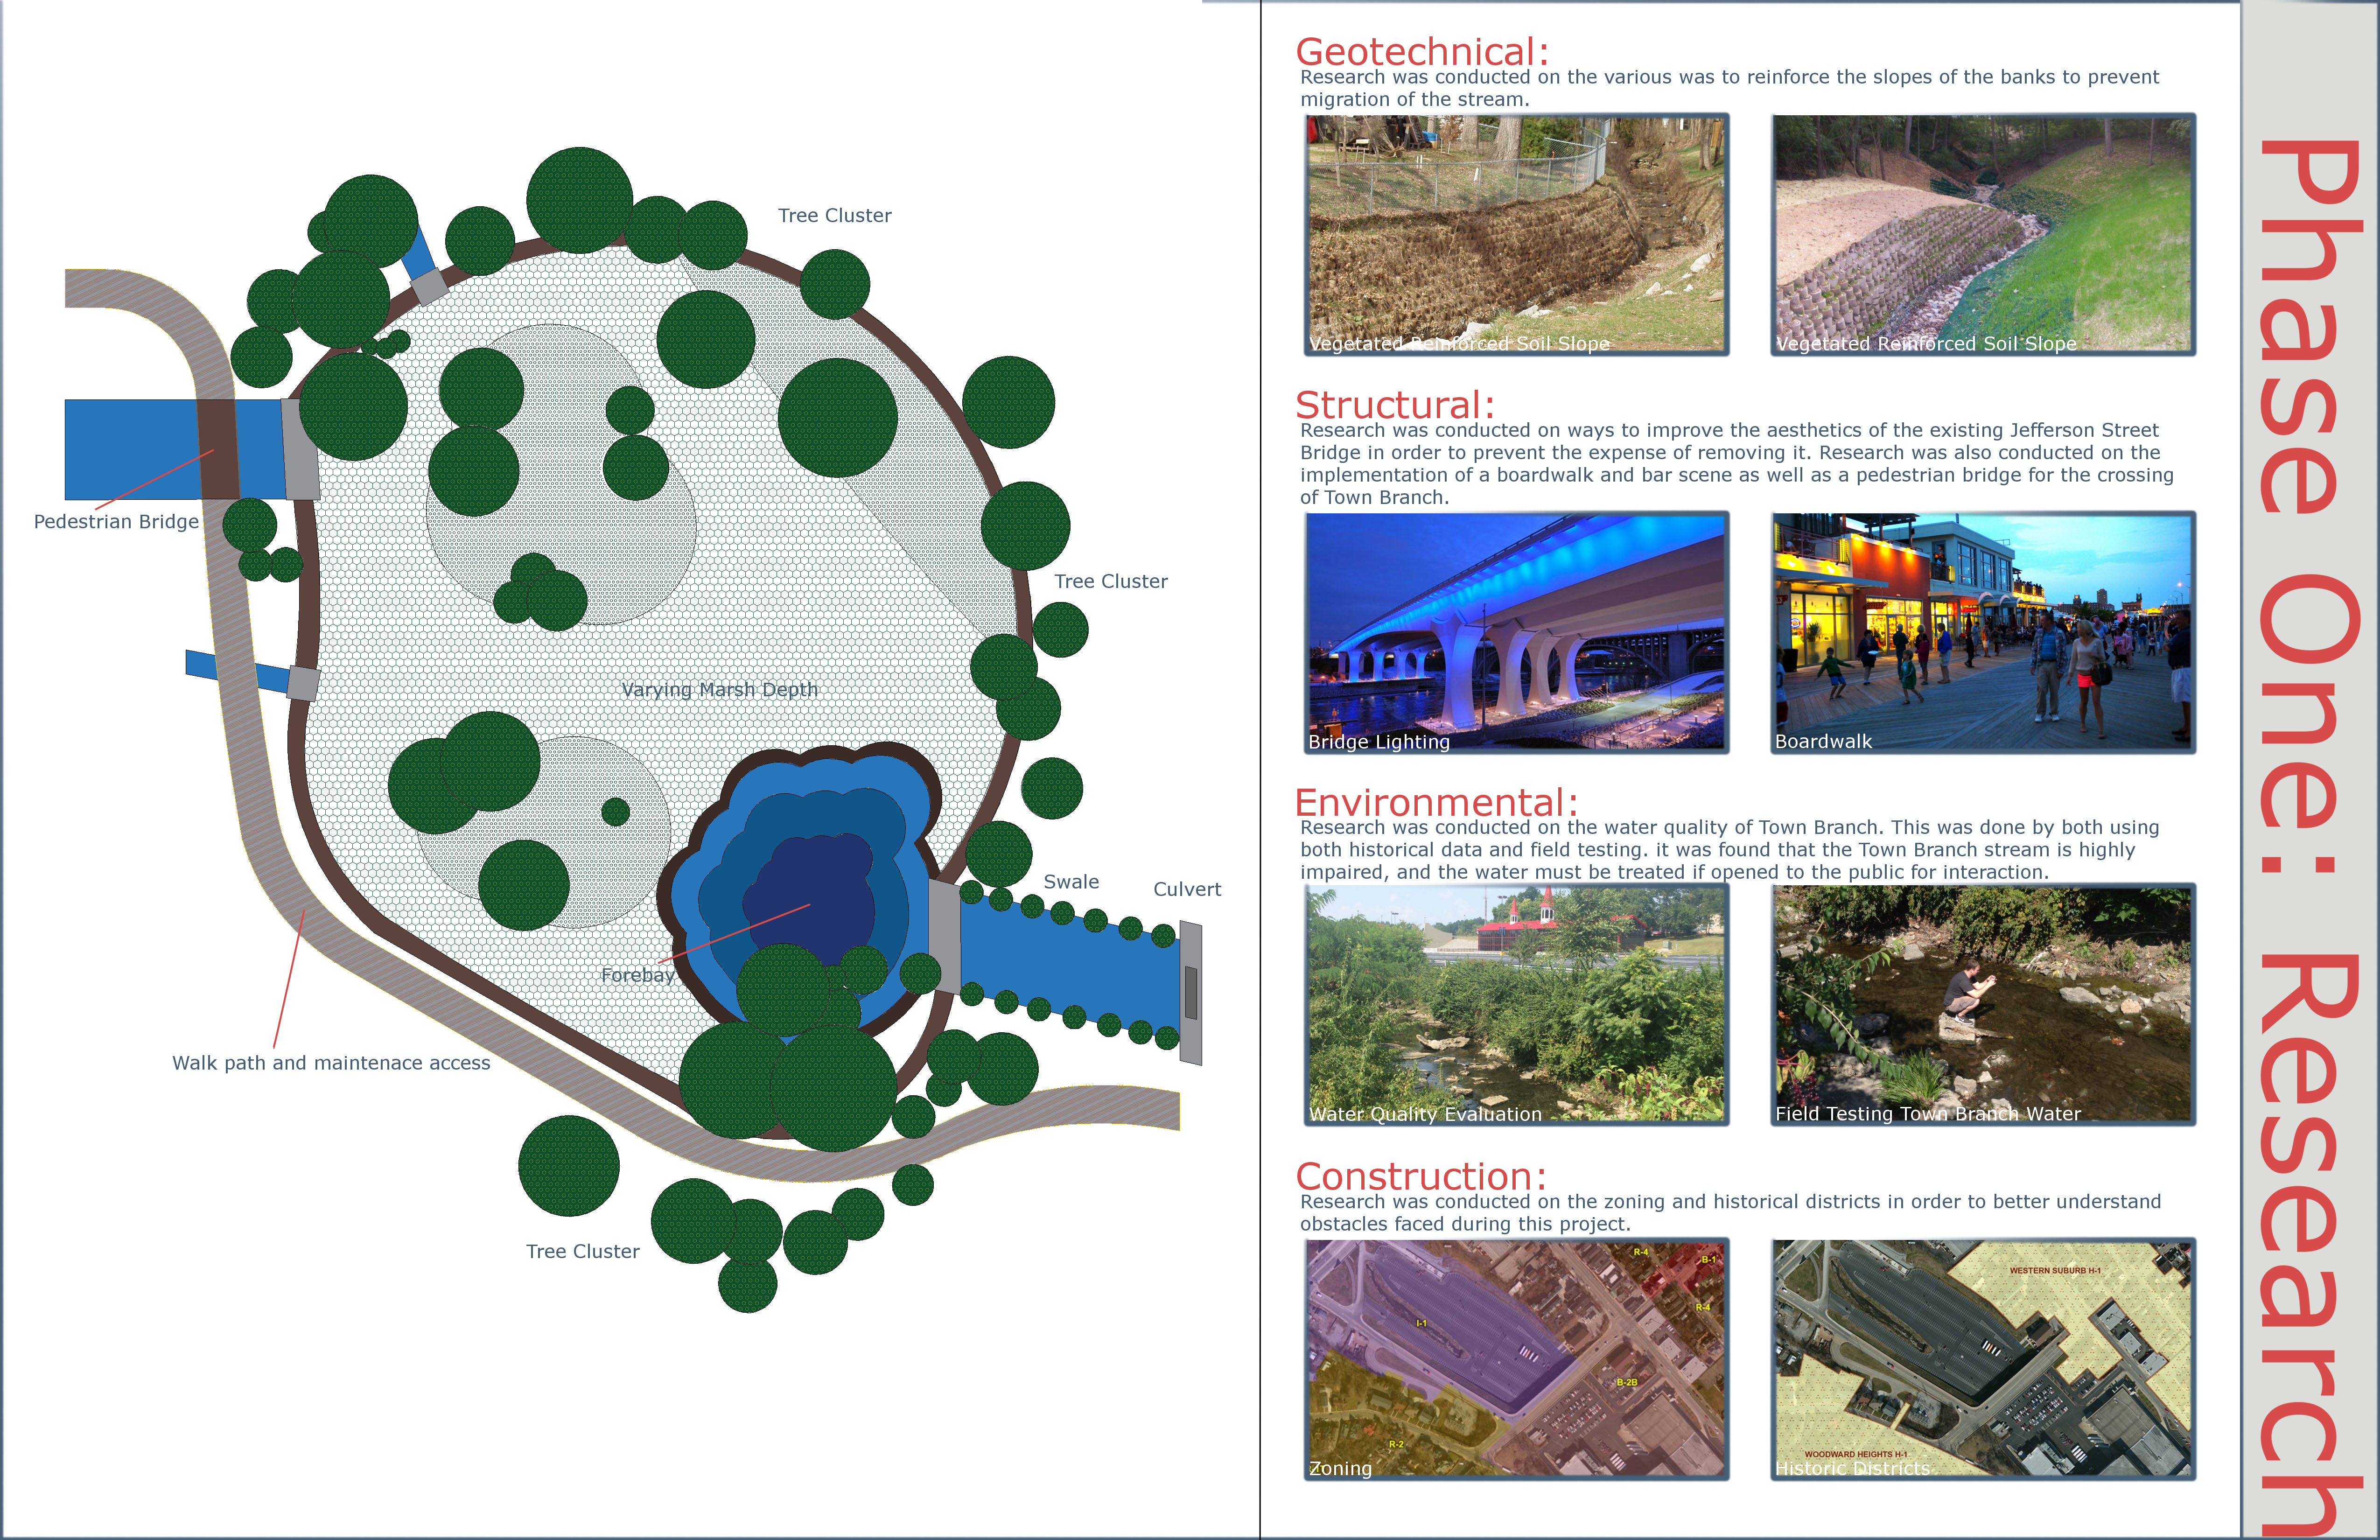 Tree Cluster
Pedestrian Bridge
Tree Cluster
Varying Marsh Depth
Swale
Culvert
Forebay
Walk path and maintenace access
Tree Cluster
Geotechnical:
Research was conducted on the various was to reinforce the slopes of the banks to prevent
migration of the stream.
Vegetated Reinforced Soil Slope
Vegetated Reinforced Soil Slope
Structural:
Research was conducted on ways to improve the aesthetics of the existing Jefferson Street
Bridge in order to prevent the expense of removing it. Research was also conducted on the
implementation of a boardwalk and bar scene as well as a pedestrian bridge for the crossing
of Town Branch.
Bridge Lighting
Boardwalk
Environmental:
Research was conducted on the water quality of Town Branch. This was done by both using
both historical data and field testing. it was found that the Town Branch stream is highly
impaired, and the water must be treated if opened to the public for interaction.
Water Quality Evaluation
Field Testing Town Branch Water
Construction:
Research was conducted on the zoning and historical districts in order to better understand
obstacles faced during this project.
R-4
B-1
R-4
I-1
B-2B
R-2
Zoning
WESTERN SUBURB H-1
WOODWARD HEIGHTS H-1
Historic Districts
Phase One: Research